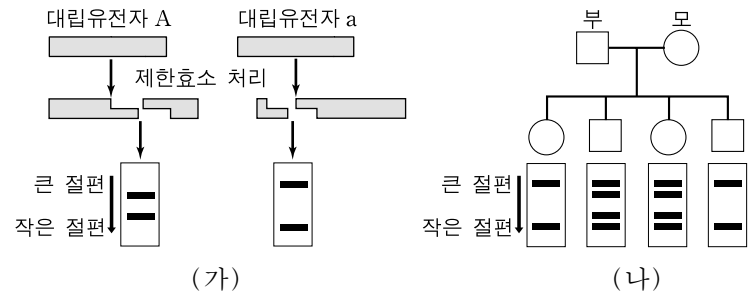 대립유전자 A
대립유전자 a
제한효소 처리
큰 절편
작은 절편
(가)
부
모
큰 절편
작은 절편
(나)